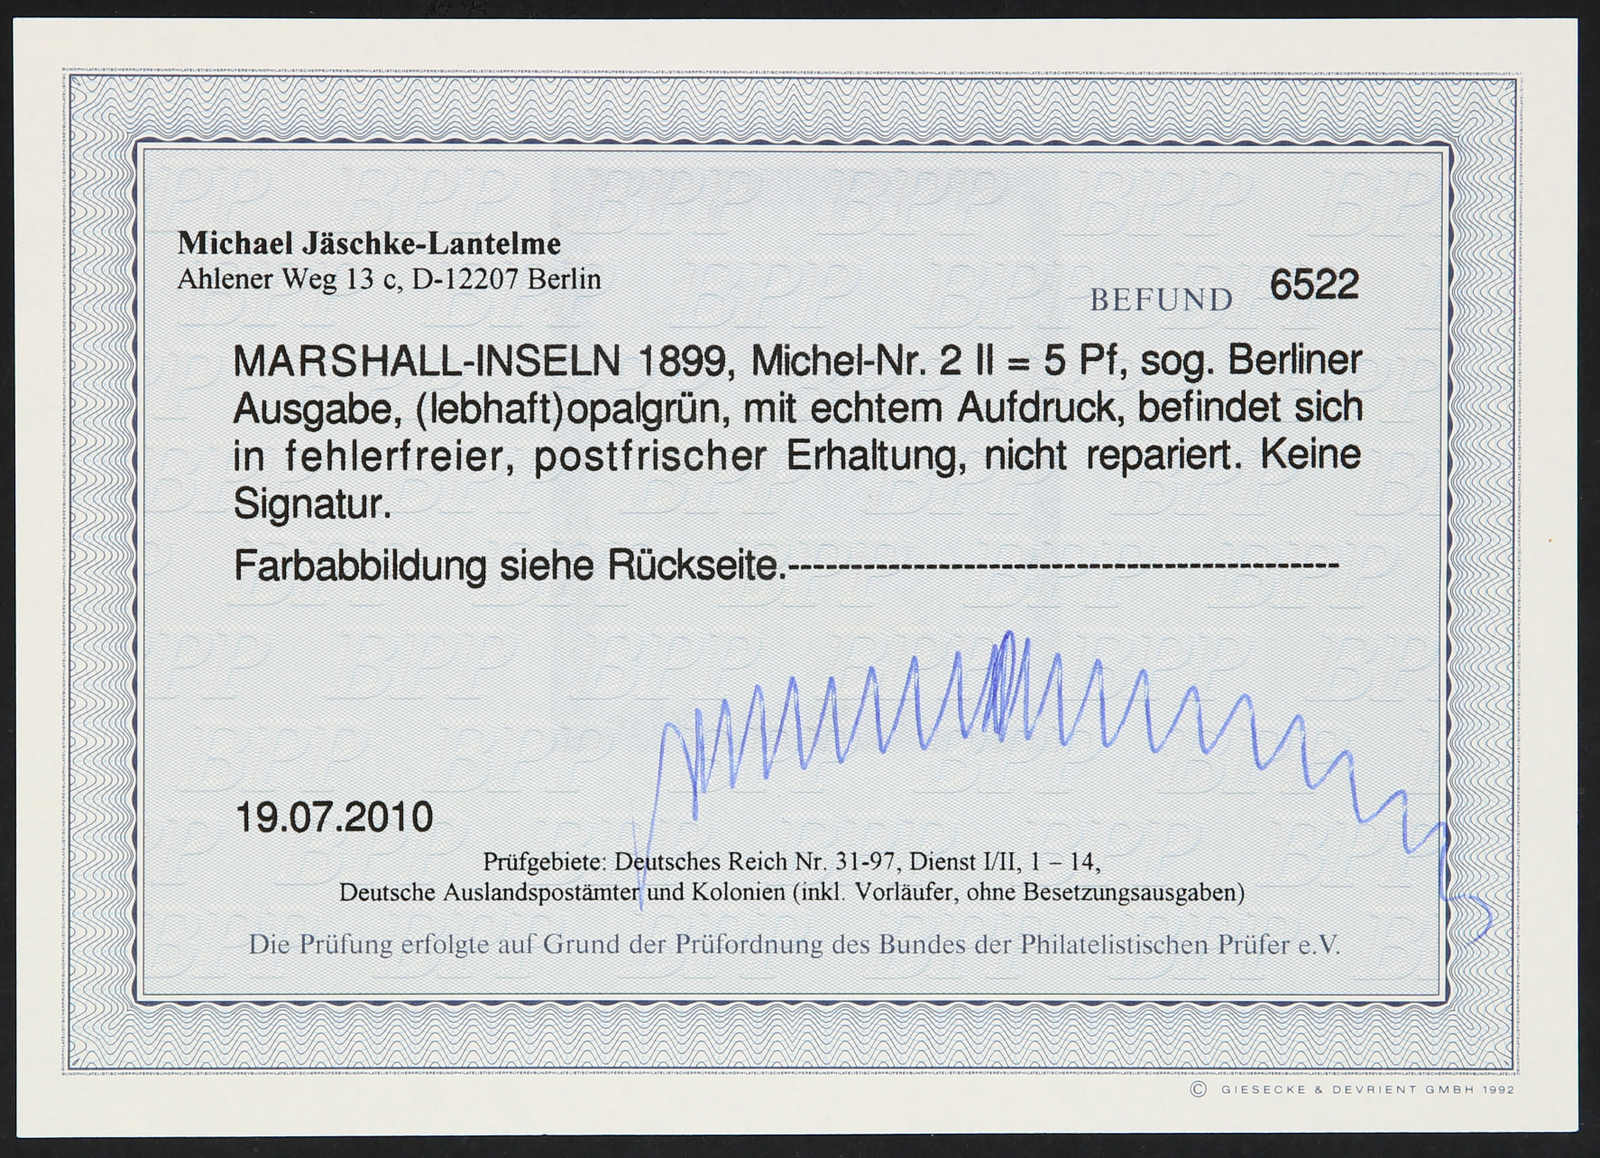 Michael Jäschke-Lantelme
Ahlener Weg 13 c, D-12207 Berlin
BEFUND 6522
MARSHALL-INSELN 1899, Michel-Nr. 2 II = 5 Pf, sog. Berliner
Ausgabe, (lebhaft)opalgrün, mit echtem Aufdruck, befindet sich
in fehlerfreier, postfrischer Erhaltung, nicht repariert. Keine
Signatur.
Farbabbildung siehe Rückseite.--------------------------------------------
19.07.2010
Prüfgebiete: Deutsches Reich Nr. 31-97, Dienst I/II, 1 – 14,
Deutsche Auslandspostämter und Kolonien (inkl. Vorläufer, ohne Besetzungsausgaben)
Die Prüfung erfolgte auf Grund der Prüfordnung des Bundes der Philatelistischen Prüfer e.V.
© GIESECKE & DEVRIENT GMBH 1992